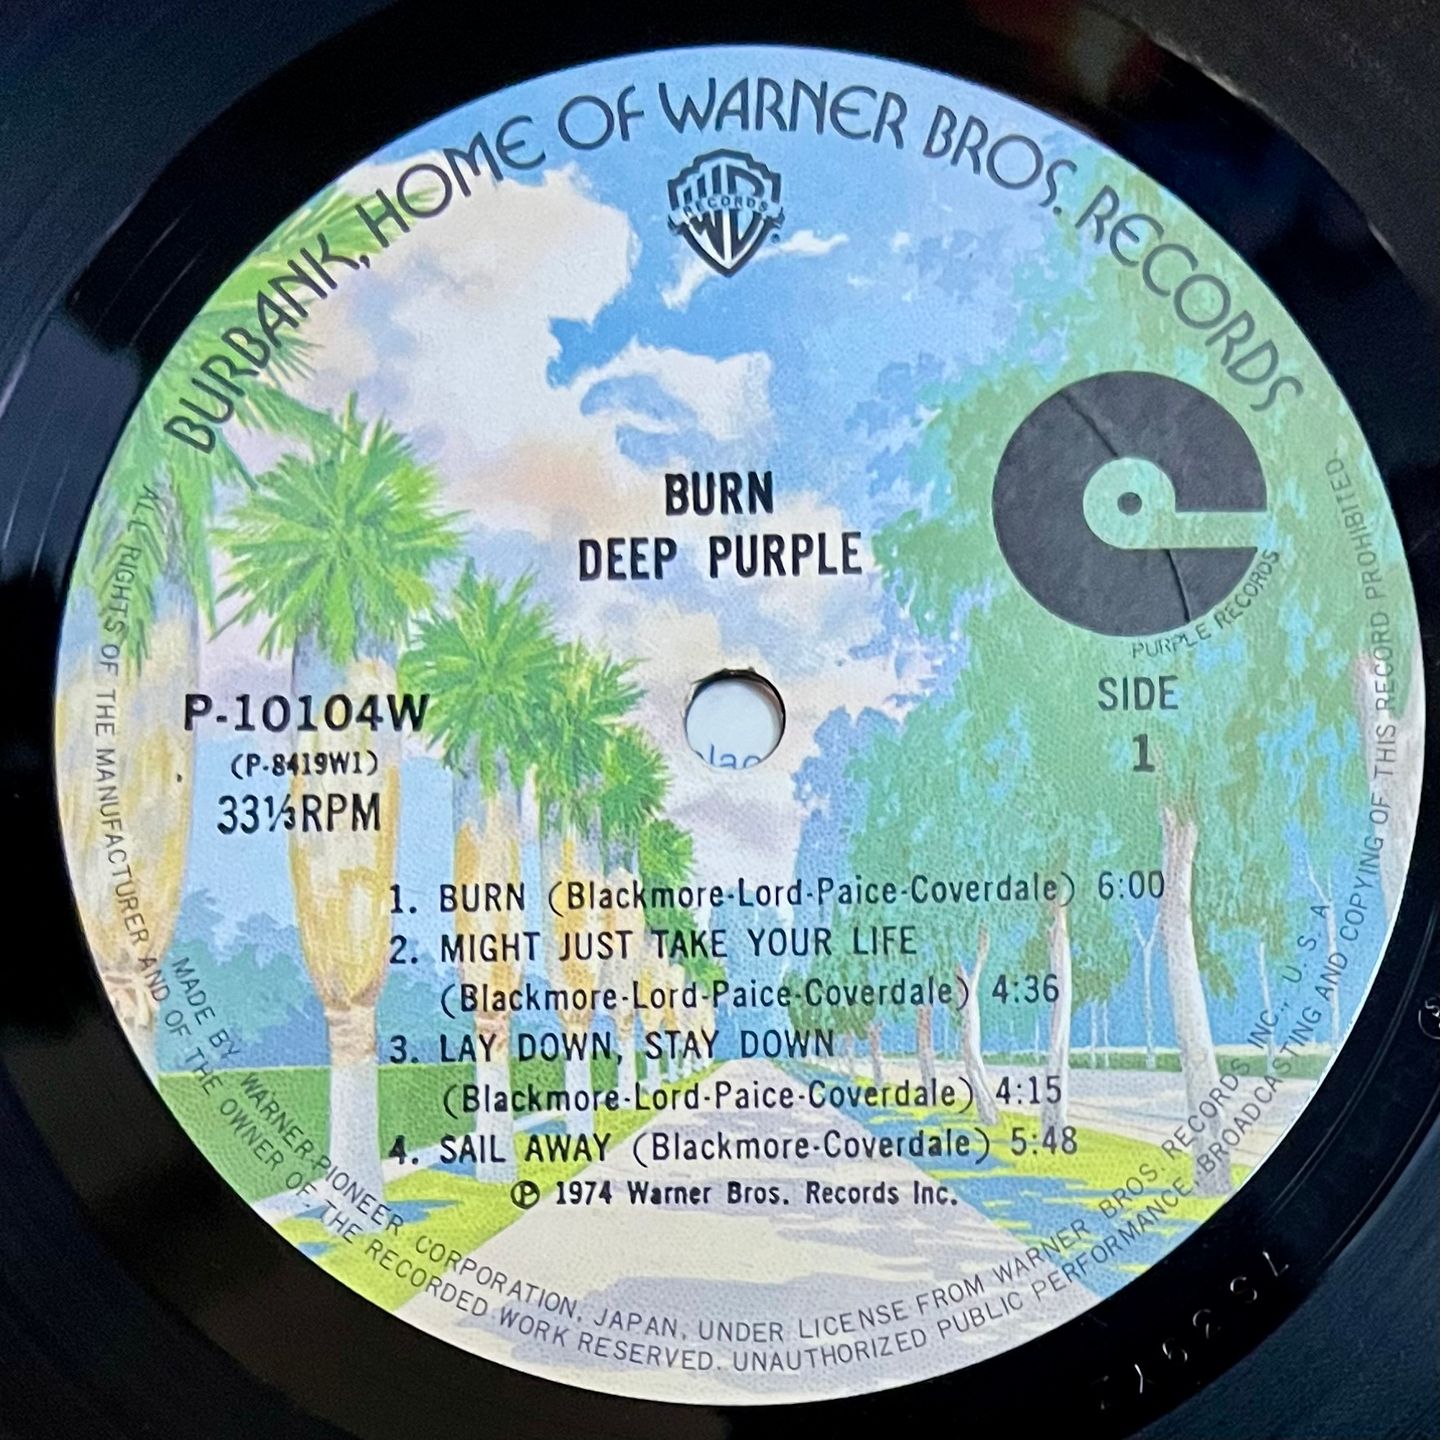 BURBANK, HOME OF WARNER BROS. RECORDS
WB
RECORDS
BURN
DEEP PURPLE
PURPLE RECORDS
P-10104W
(P-8419W1)
33⅓RPM
SIDE
1
1. BURN (Blackmore-Lord-Paice-Coverdale) 6:00
2. MIGHT JUST TAKE YOUR LIFE
(Blackmore-Lord-Paice-Coverdale) 4:36
3. LAY DOWN, STAY DOWN
(Blackmore-Lord-Paice-Coverdale) 4:15
4. SAIL AWAY (Blackmore-Coverdale) 5:48
Ⓟ 1974 Warner Bros. Records Inc.
MADE BY WARNER-PIONEER CORPORATION, JAPAN, UNDER LICENSE FROM WARNER BROS. RECORDS INC., U. S. A.
ALL RIGHTS OF THE MANUFACTURER AND OF THE OWNER OF THE RECORDED WORK RESERVED. UNAUTHORIZED PUBLIC PERFORMANCE, BROADCASTING AND COPYING OF THIS RECORD PROHIBITED.